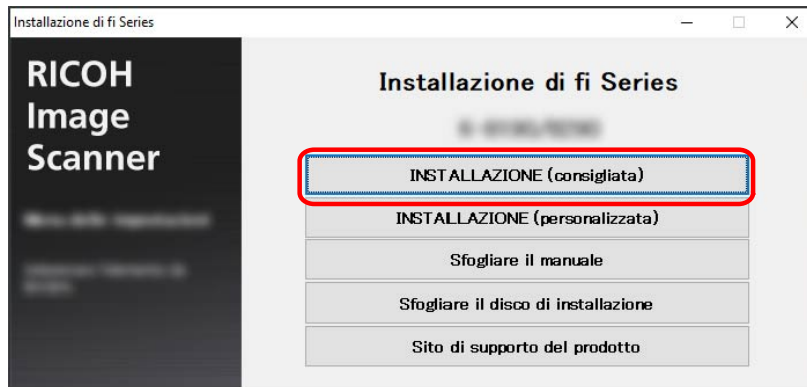 Installazione di fi Series
RICOH
Image
Scanner
Installazione di fi Series
INSTALLAZIONE (consigliata)
INSTALLAZIONE (personalizzata)
Sfogliare il manuale
Sfogliare il disco di installazione
Sito di supporto del prodotto